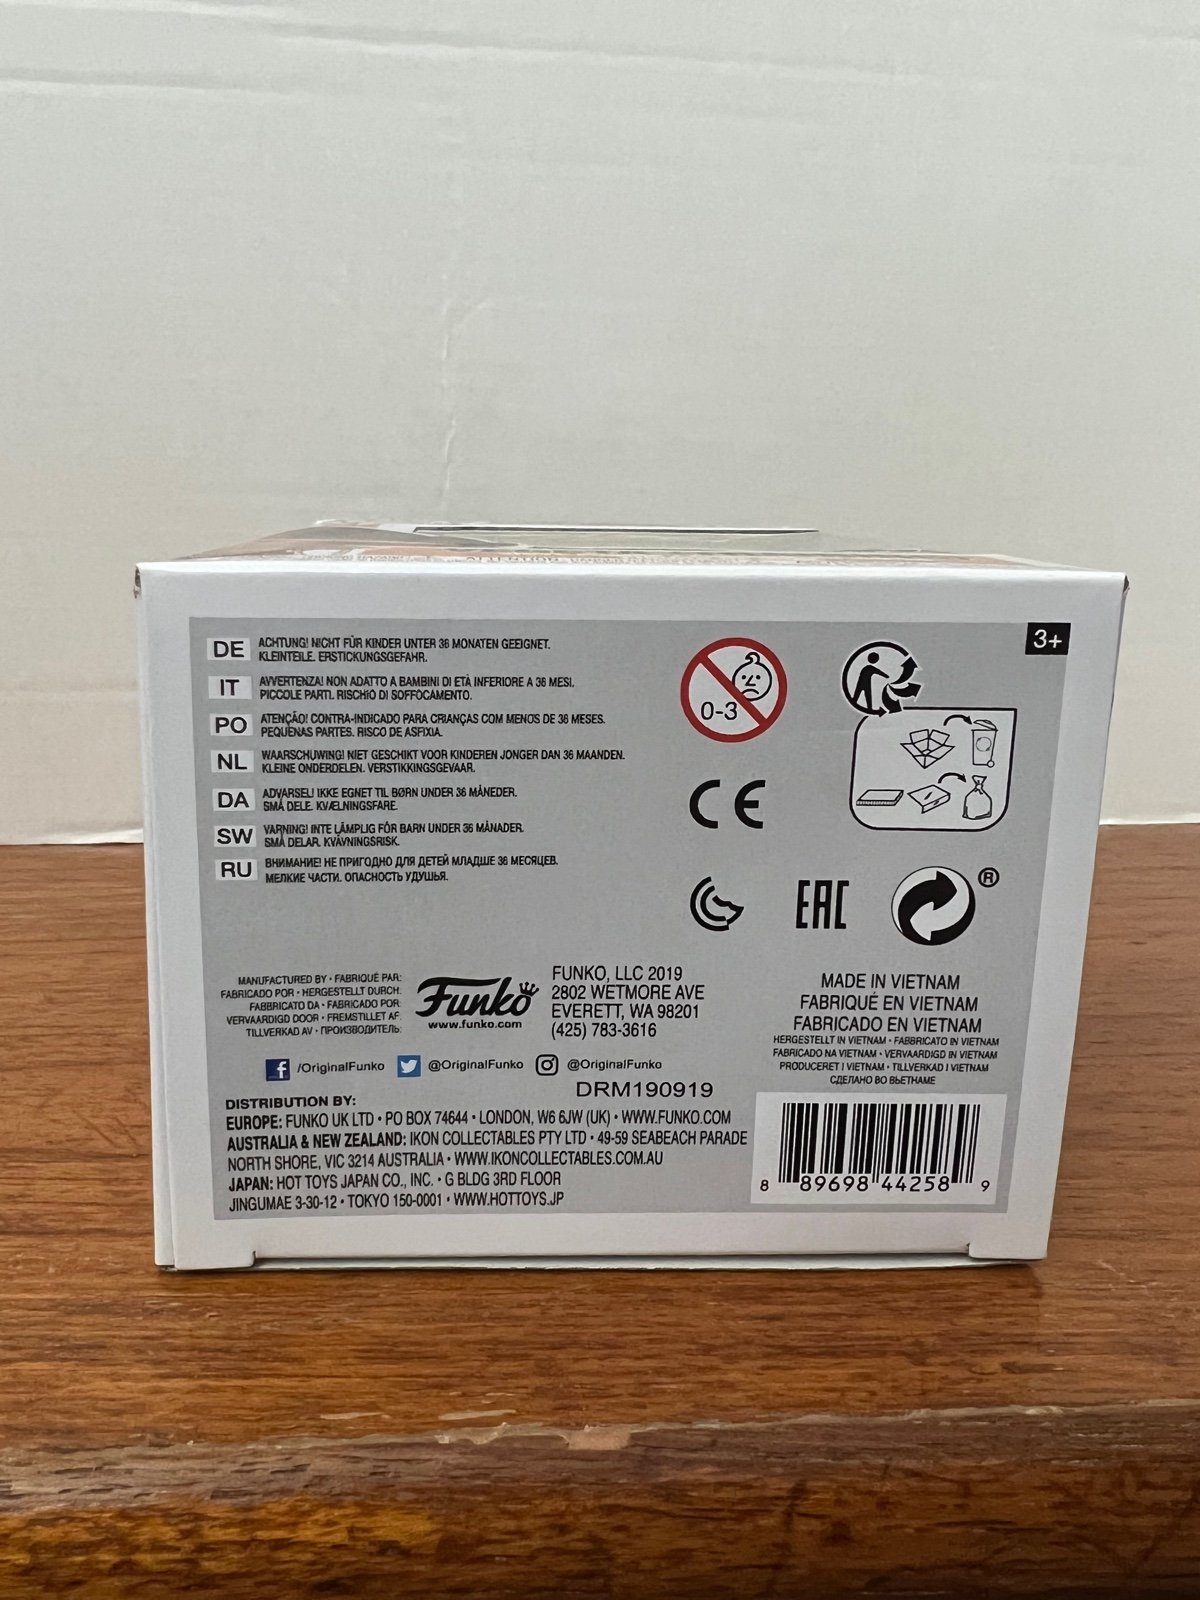 3+
DE ACHTUNG! NICHT FÜR KINDER UNTER 36 MONATEN GEEIGNET.
KLEINTEILE. ERSTICKUNGSGEFAHR.
IT AVVERTENZA! NON ADATTO A BAMBINI DI ETÀ INFERIORE A 36 MESI.
PICCOLE PARTI. RISCHIO DI SOFFOCAMENTO.
PO ATENÇÃO! CONTRA-INDICADO PARA CRIANÇAS COM MENOS DE 36 MESES.
PEQUENAS PARTES. RISCO DE ASFIXIA.
NL WAARSCHUWING! NIET GESCHIKT VOOR KINDEREN JONGER DAN 36 MAANDEN.
KLEINE ONDERDELEN. VERSTIKKINGSGEVAAR.
DA ADVARSEL! IKKE EGNET TIL BØRN UNDER 36 MÅNEDER.
SMÅ DELE. KVÆLNINGSFARE.
SW VARNING! INTE LÄMPLIG FÖR BARN UNDER 36 MÅNADER.
SMÅ DELAR. KVÄVNINGSRISK.
RU ВНИМАНИЕ! НЕ ПРИГОДНО ДЛЯ ДЕТЕЙ МЛАДШЕ 36 МЕСЯЦЕВ.
МЕЛКИЕ ЧАСТИ. ОПАСНОСТЬ УДУШЬЯ.
0-3
CE
EAC
®
MANUFACTURED BY • FABRIQUÉ PAR:
FABRICADO POR • HERGESTELLT DURCH:
FABBRICATO DA • FABRICADO POR:
VERVAARDIGD DOOR • FREMSTILLET AF:
TILLVERKAD AV • ПРОИЗВОДИТЕЛЬ:
Funko
www.funko.com
FUNKO, LLC 2019
2802 WETMORE AVE
EVERETT, WA 98201
(425) 783-3616
MADE IN VIETNAM
FABRIQUÉ EN VIETNAM
FABRICADO EN VIETNAM
HERGESTELLT IN VIETNAM • FABBRICATO IN VIETNAM
FABRICADO NA VIETNAM • VERVAARDIGD IN VIETNAM
PRODUCERET I VIETNAM • TILLVERKAD I VIETNAM
СДЕЛАНО ВО ВЬЕТНАМЕ
/OriginalFunko @OriginalFunko @OriginalFunko
DRM190919
DISTRIBUTION BY:
EUROPE: FUNKO UK LTD • PO BOX 74644 • LONDON, W6 6JW (UK) • WWW.FUNKO.COM
AUSTRALIA & NEW ZEALAND: IKON COLLECTABLES PTY LTD • 49-59 SEABEACH PARADE
NORTH SHORE, VIC 3214 AUSTRALIA • WWW.IKONCOLLECTABLES.COM.AU
JAPAN: HOT TOYS JAPAN CO., INC. • G BLDG 3RD FLOOR
JINGUMAE 3-30-12 • TOKYO 150-0001 • WWW.HOTTOYS.JP
8 89698 44258 9